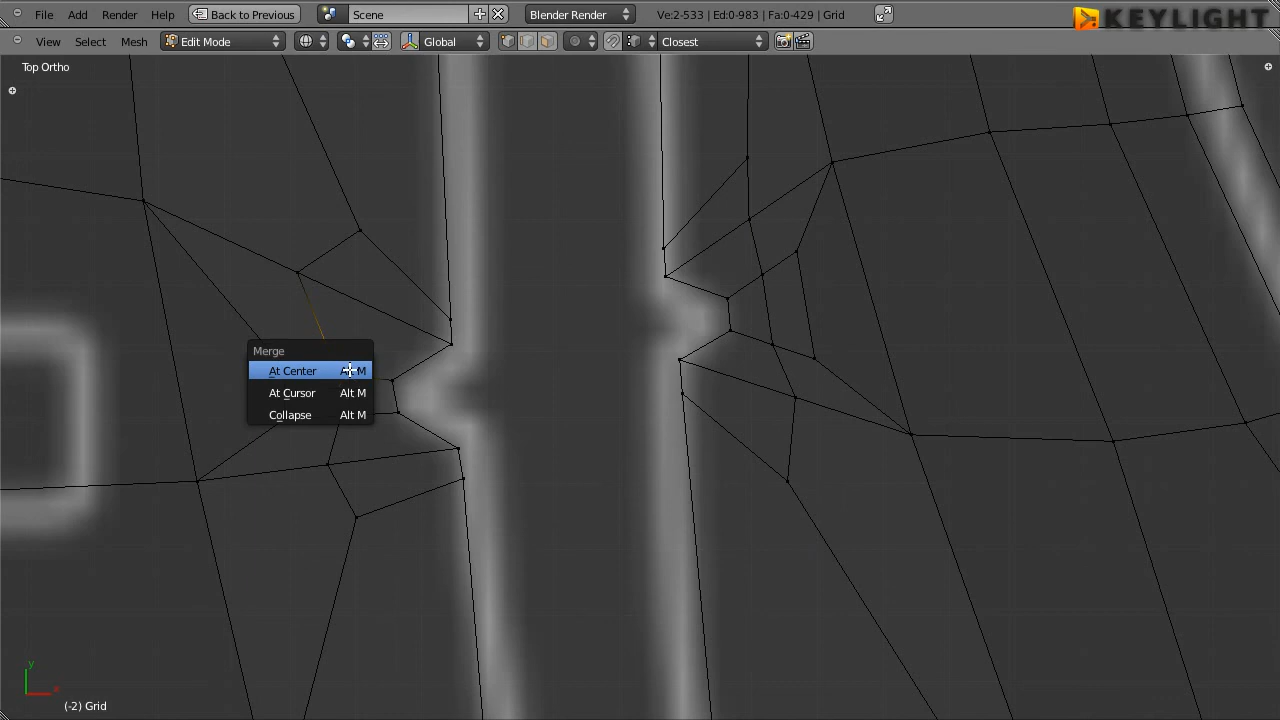 File Add Render Help Back to Previous Scene Blender Render Ve:2-533 | Ed:0-983 | Fa:0-429 | Grid KEYLIGHT
View Select Mesh Edit Mode Global Closest
Top Ortho
Merge
At Center Alt M
At Cursor Alt M
Collapse Alt M
y
x
(-2) Grid